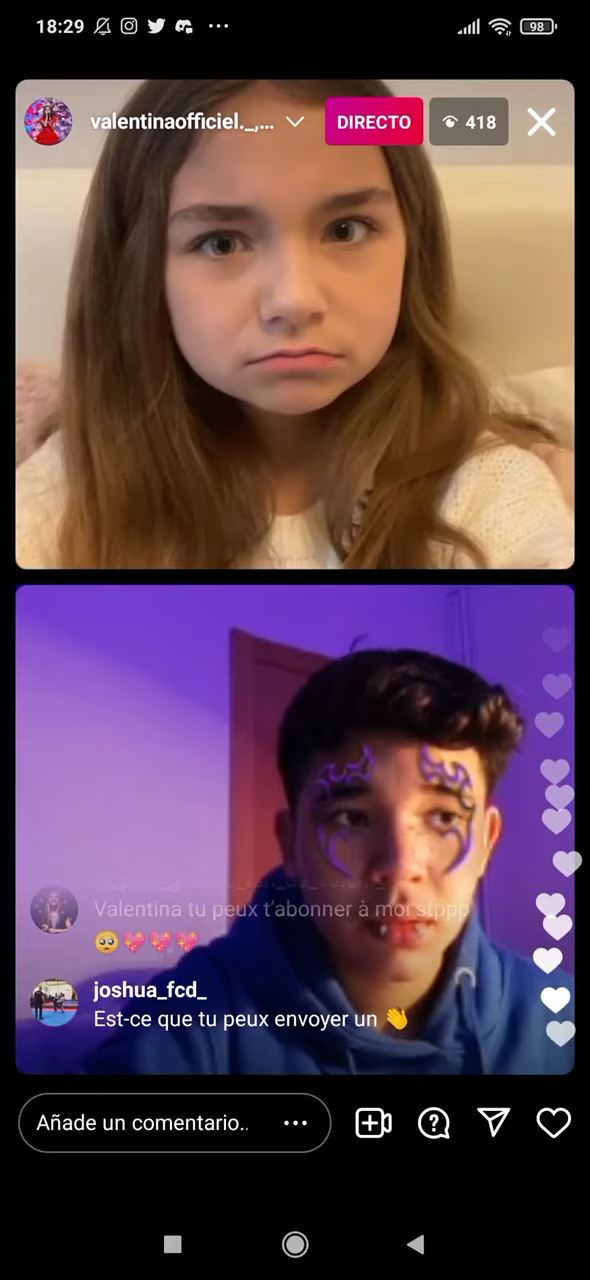 18:29
98
valentinaofficiel._,...
DIRECTO
418
Valentina tu peux t'abonner à moi stppp
🥺💖💖💖
joshua_fcd_
Est-ce que tu peux envoyer un 👋
Añade un comentario..